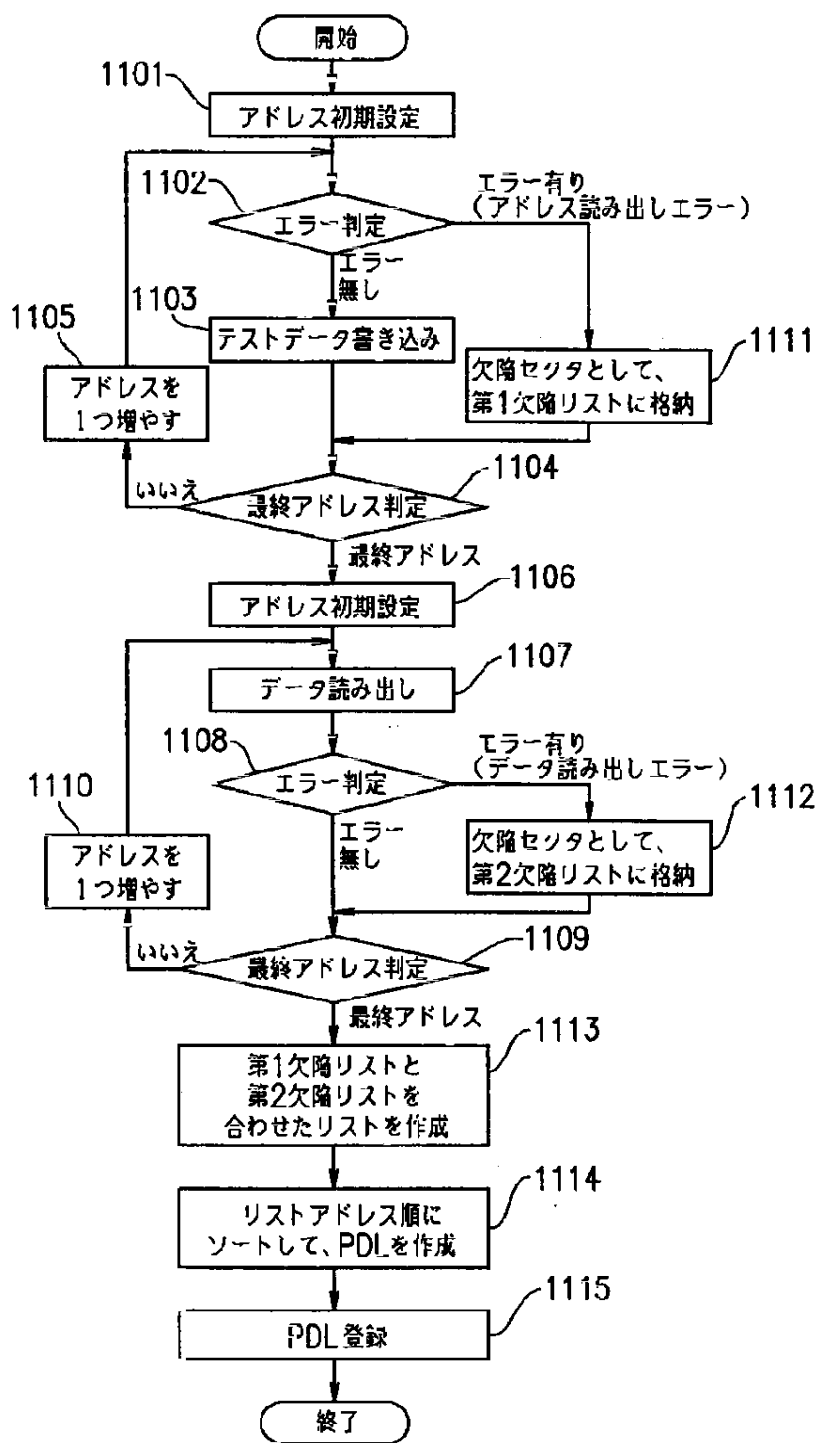 開始
1101
アドレス初期設定
1102
エラー判定
エラー有り
(アドレス読み出しエラー)
エラー
無し
1103
テストデータ書き込み
1105
アドレスを
1つ増やす
1111
欠陥セクタとして、
第1欠陥リストに格納
1104
いいえ
最終アドレス判定
最終アドレス
1106
アドレス初期設定
1107
データ読み出し
1108
エラー判定
エラー有り
(データ読み出しエラー)
エラー
無し
1110
アドレスを
1つ増やす
1112
欠陥セクタとして、
第2欠陥リストに格納
1109
いいえ
最終アドレス判定
最終アドレス
1113
第1欠陥リストと
第2欠陥リストを
合わせたリストを作成
1114
リストアドレス順に
ソートして、PDLを作成
1115
PDL登録
終了